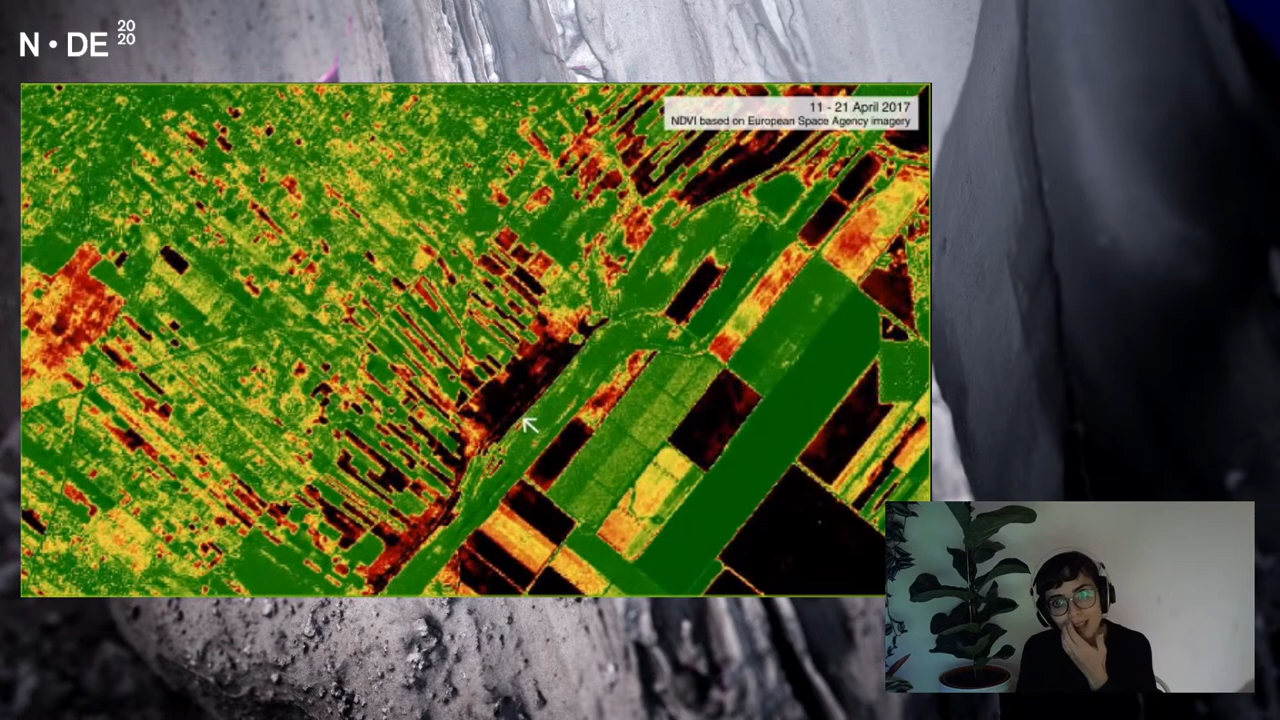 N • DE 20
20
11 - 21 April 2017
NDVI based on European Space Agency imagery